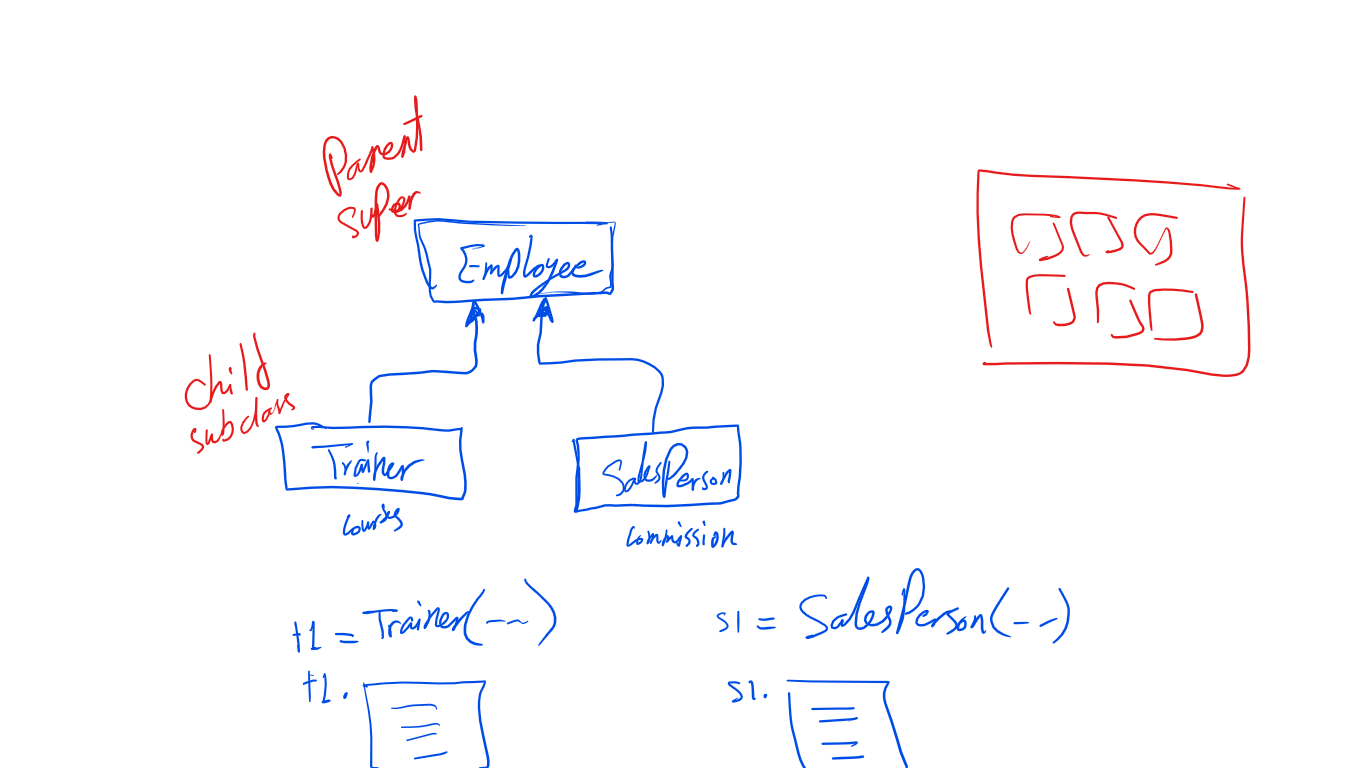 Parent
super
Employee
child
subclass
Trainer
SalesPerson
courses
commission
t1 = Trainer(---)
s1 = SalesPerson(---)
t1.
s1.